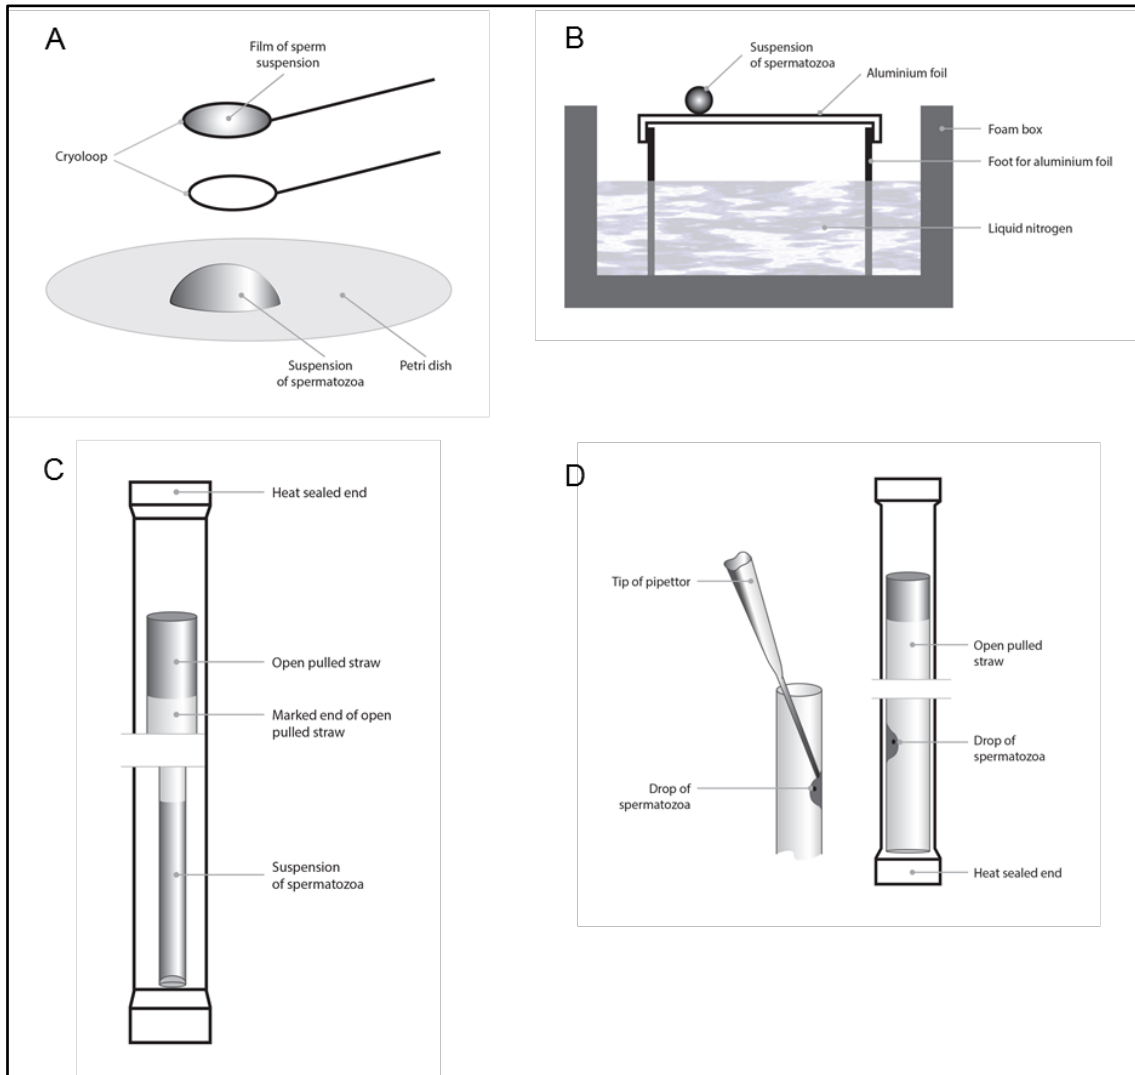 A
Film of sperm
suspension
Cryoloop
Suspension
of spermatozoa
Petri dish
B
Suspension
of spermatozoa
Aluminium foil
Foam box
Foot for aluminium foil
Liquid nitrogen
C
Heat sealed end
Open pulled straw
Marked end of open
pulled straw
Suspension
of spermatozoa
D
Tip of pipettor
Drop of
spermatozoa
Open pulled
straw
Drop of
spermatozoa
Heat sealed end